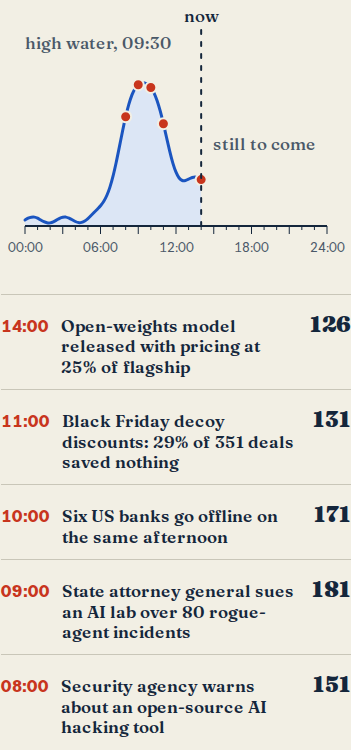 now
high water, 09:30
still to come
00:00 06:00 12:00 18:00 24:00
14:00 Open-weights model 126
released with pricing at
25% of flagship
11:00 Black Friday decoy 131
discounts: 29% of 351 deals
saved nothing
10:00 Six US banks go offline on 171
the same afternoon
09:00 State attorney general sues 181
an AI lab over 80 rogue-
agent incidents
08:00 Security agency warns 151
about an open-source AI
hacking tool